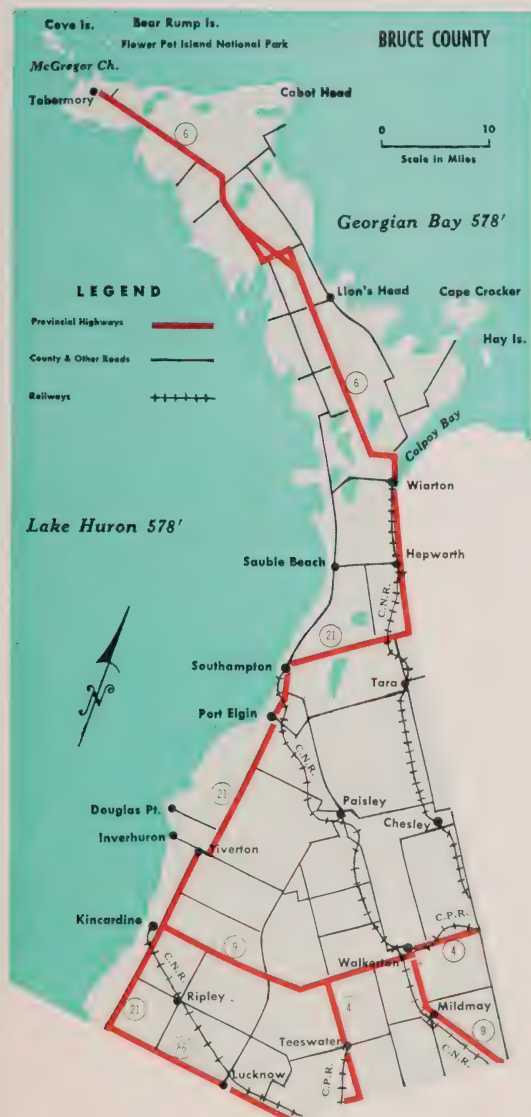 Cove Is.
Bear Rump Is.
Flower Pot Island National Park
BRUCE COUNTY
McGregor Ch.
Tobermory
Cabot Head
0 10
Scale in Miles
6
Georgian Bay 578'
LEGEND
Provincial Highways
County & Other Roads
Railways
Lion's Head
Cape Crocker
Hay Is.
6
Colpoy Bay
Wiarton
Lake Huron 578'
Hepworth
Sauble Beach
C.N.R.
21
N
Southampton
Tara
Port Elgin
C.N.R.
21
Douglas Pt.
Paisley
Inverhuron
Chesley
Tiverton
Kincardine
C.P.R.
9
Walkerton
4
C.N.R.
Ripley
21
4
Mildmay
86
Teeswater
9
C.N.R.
Lucknow
C.P.R.